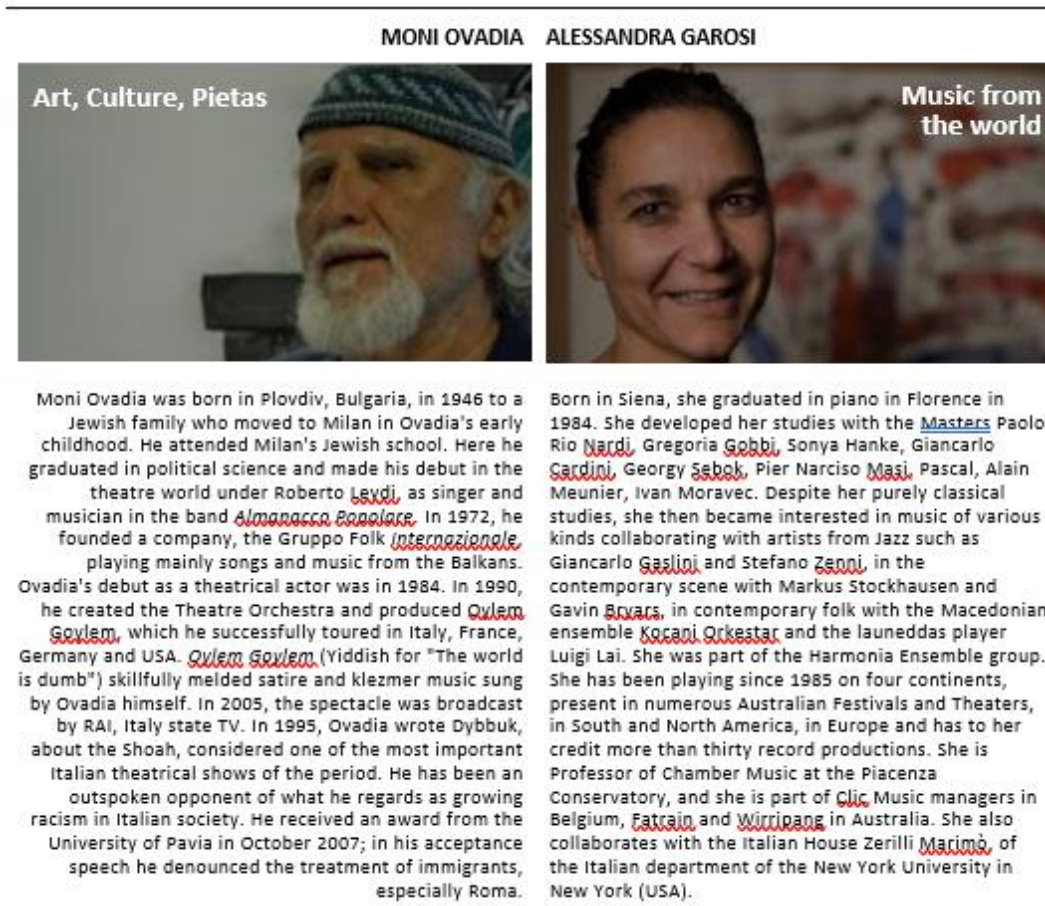 MONI OVADIA
Art, Culture, Pietas
Moni Ovadia was born in Plovdiv, Bulgaria, in 1946 to a
Jewish family who moved to Milan in Ovadia's early
childhood. He attended Milan's Jewish school. Here he
graduated in political science and made his debut in the
theatre world under Roberto Leydi, as singer and
musician in the band Almanacco Popolare. In 1972, he
founded a company, the Gruppo Folk Internazionale,
playing mainly songs and music from the Balkans.
Ovadia's debut as a theatrical actor was in 1984. In 1990,
he created the Theatre Orchestra and produced Oylem
Goylem, which he successfully toured in Italy, France,
Germany and USA. Oylem Goylem (Yiddish for "The world
is dumb") skillfully melded satire and klezmer music sung
by Ovadia himself. In 2005, the spectacle was broadcast
by RAI, Italy state TV. In 1995, Ovadia wrote Dybbuk,
about the Shoah, considered one of the most important
Italian theatrical shows of the period. He has been an
outspoken opponent of what he regards as growing
racism in Italian society. He received an award from the
University of Pavia in October 2007; in his acceptance
speech he denounced the treatment of immigrants,
especially Roma.
ALESSANDRA GAROSI
Music from
the world
Born in Siena, she graduated in piano in Florence in
1984. She developed her studies with the Masters Paolo
Rio Nardi, Gregoria Gobbi, Sonya Hanke, Giancarlo
Cardini, Georgy Sebok, Pier Narciso Masi, Pascal, Alain
Meunier, Ivan Moravec. Despite her purely classical
studies, she then became interested in music of various
kinds collaborating with artists from Jazz such as
Giancarlo Gaslini and Stefano Zenni, in the
contemporary scene with Markus Stockhausen and
Gavin Bryars, in contemporary folk with the Macedonian
ensemble Kocani Orkestar and the launeddas player
Luigi Lai. She was part of the Harmonia Ensemble group.
She has been playing since 1985 on four continents,
present in numerous Australian Festivals and Theaters,
in South and North America, in Europe and has to her
credit more than thirty record productions. She is
Professor of Chamber Music at the Piacenza
Conservatory, and she is part of Clic Music managers in
Belgium, Fatrain and Wirripang in Australia. She also
collaborates with the Italian House Zerilli Marimò, of
the Italian department of the New York University in
New York (USA).